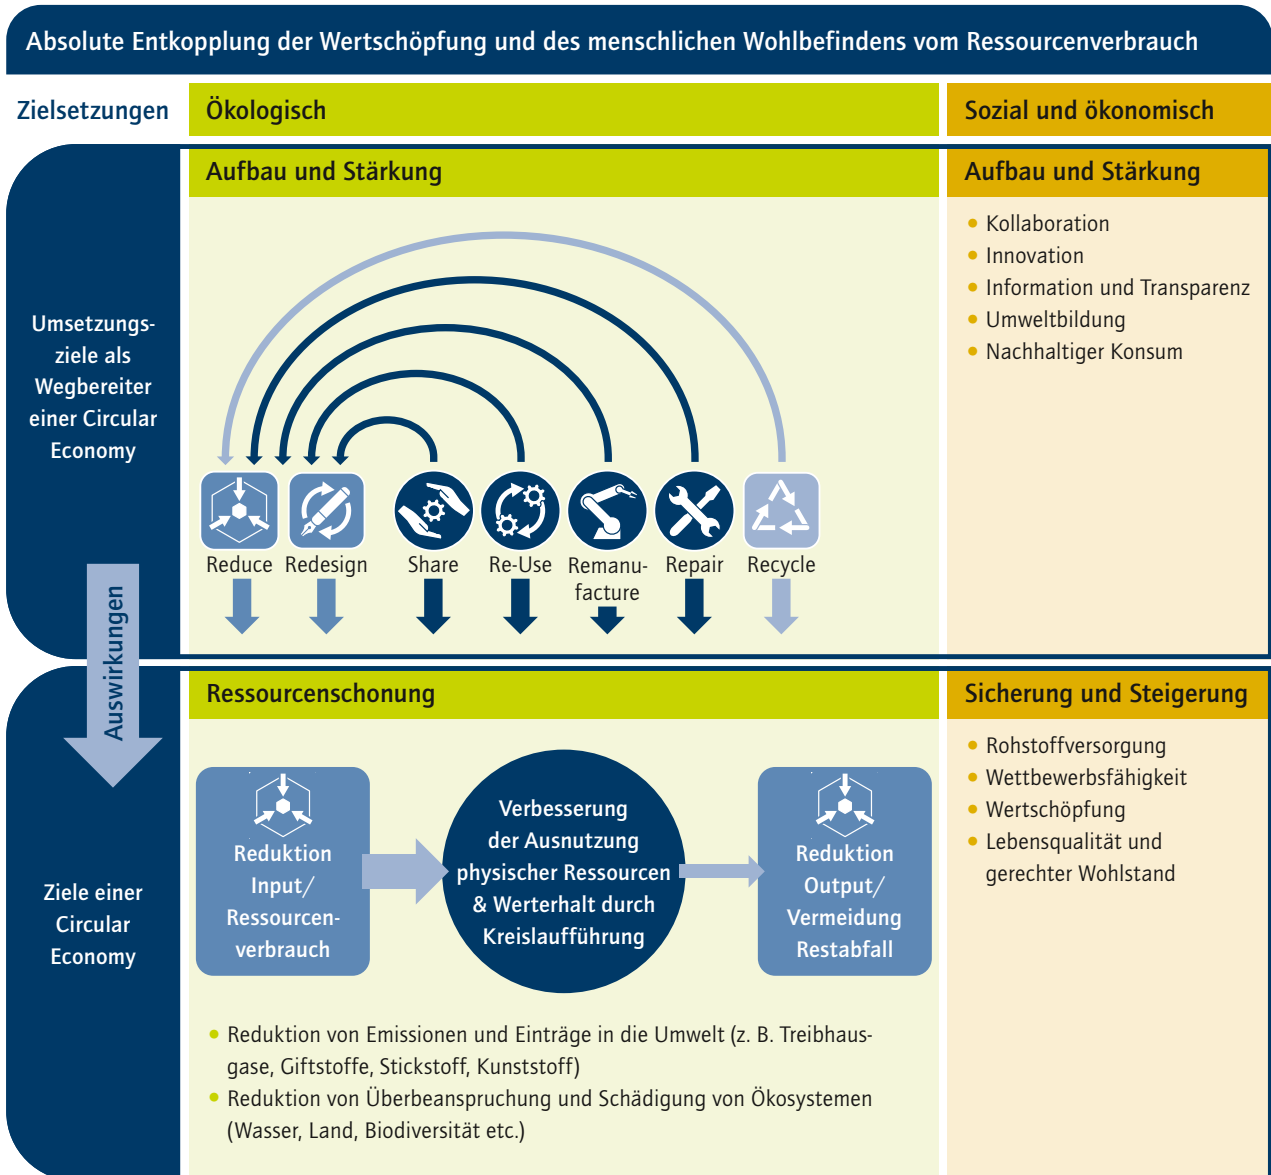 Absolute Entkopplung der Wertschöpfung und des menschlichen Wohlbefindens vom Ressourcenverbrauch
Zielsetzungen
Ökologisch
Sozial und ökonomisch
Umsetzungs-
ziele als
Wegbereiter
einer Circular
Economy
Aufbau und Stärkung
Reduce
Redesign
Share
Re-Use
Remanu-
facture
Repair
Recycle
Aufbau und Stärkung
• Kollaboration
• Innovation
• Information und Transparenz
• Umweltbildung
• Nachhaltiger Konsum
Auswirkungen
Ziele einer
Circular
Economy
Ressourcenschonung
Reduktion
Input/
Ressourcen-
verbrauch
Verbesserung
der Ausnutzung
physischer Ressourcen
& Werterhalt durch
Kreislaufführung
Reduktion
Output/
Vermeidung
Restabfall
• Reduktion von Emissionen und Einträge in die Umwelt (z. B. Treibhaus-
gase, Giftstoffe, Stickstoff, Kunststoff)
• Reduktion von Überbeanspruchung und Schädigung von Ökosystemen
(Wasser, Land, Biodiversität etc.)
Sicherung und Steigerung
• Rohstoffversorgung
• Wettbewerbsfähigkeit
• Wertschöpfung
• Lebensqualität und
gerechter Wohlstand